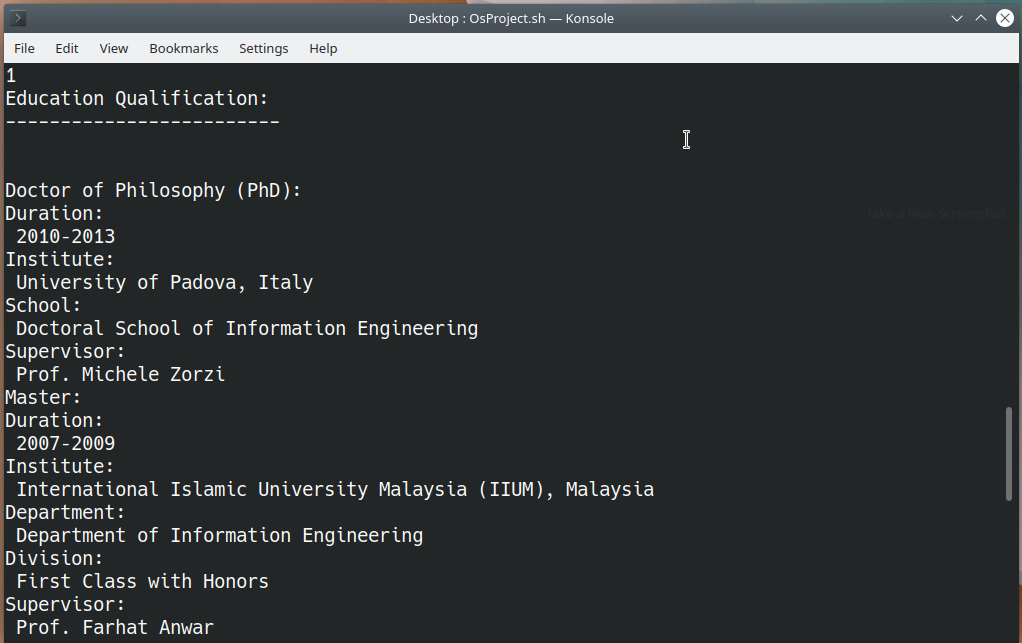 Desktop : OsProject.sh — Konsole
File Edit View Bookmarks Settings Help
1
Education Qualification:
-------------------------
Doctor of Philosophy (PhD):
Take a New Screenshot
Duration:
 2010-2013
Institute:
 University of Padova, Italy
School:
 Doctoral School of Information Engineering
Supervisor:
 Prof. Michele Zorzi
Master:
Duration:
 2007-2009
Institute:
 International Islamic University Malaysia (IIUM), Malaysia
Department:
 Department of Information Engineering
Division:
 First Class with Honors
Supervisor:
 Prof. Farhat Anwar